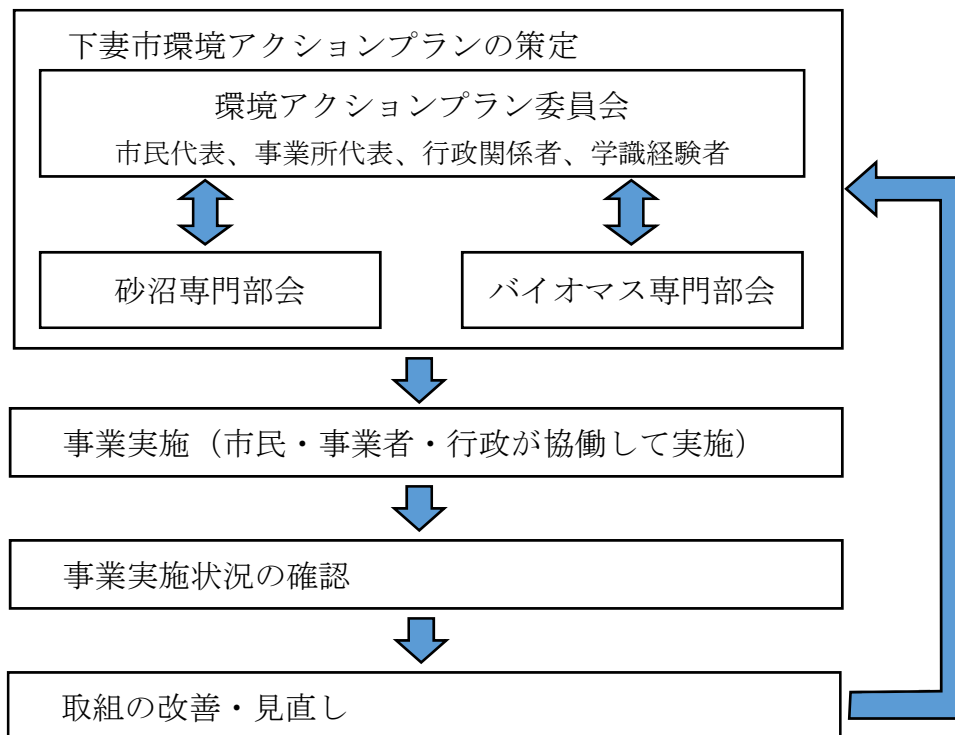 下妻市環境アクションプランの策定
環境アクションプラン委員会
市民代表、事業所代表、行政関係者、学識経験者
砂沼専門部会
バイオマス専門部会
事業実施（市民・事業者・行政が協働して実施）
事業実施状況の確認
取組の改善・見直し